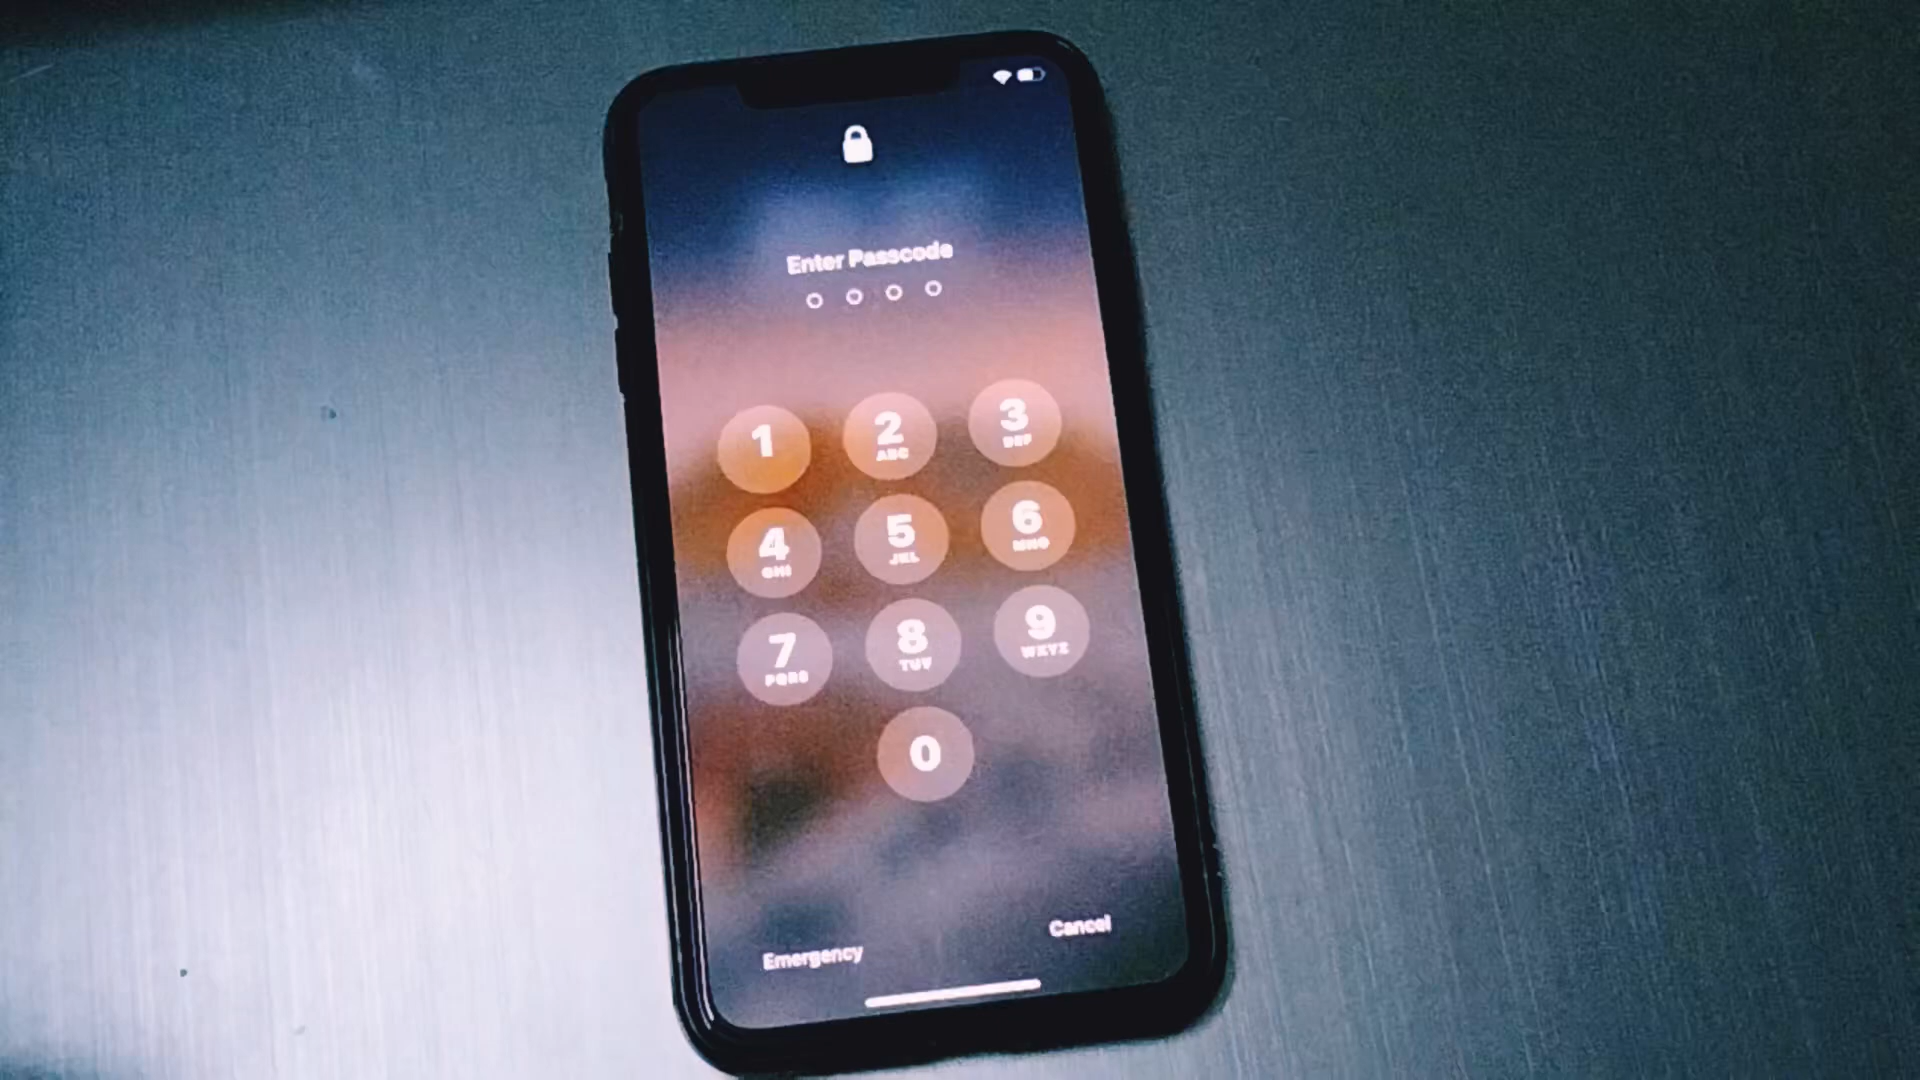 Enter Passcode
1 2 3
ABC DEF
4 5 6
GHI JKL MNO
7 8 9
PQRS TUV WXYZ
0
Emergency Cancel